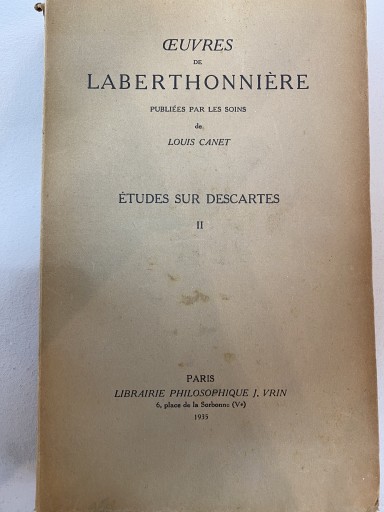 ŒUVRES
DE
LABERTHONNIÈRE
PUBLIÉES PAR LES SOINS
de
LOUIS CANET
ÉTUDES SUR DESCARTES
II
PARIS
LIBRAIRIE PHILOSOPHIQUE J. VRIN
6, place de la Sorbonne (Ve)
1935